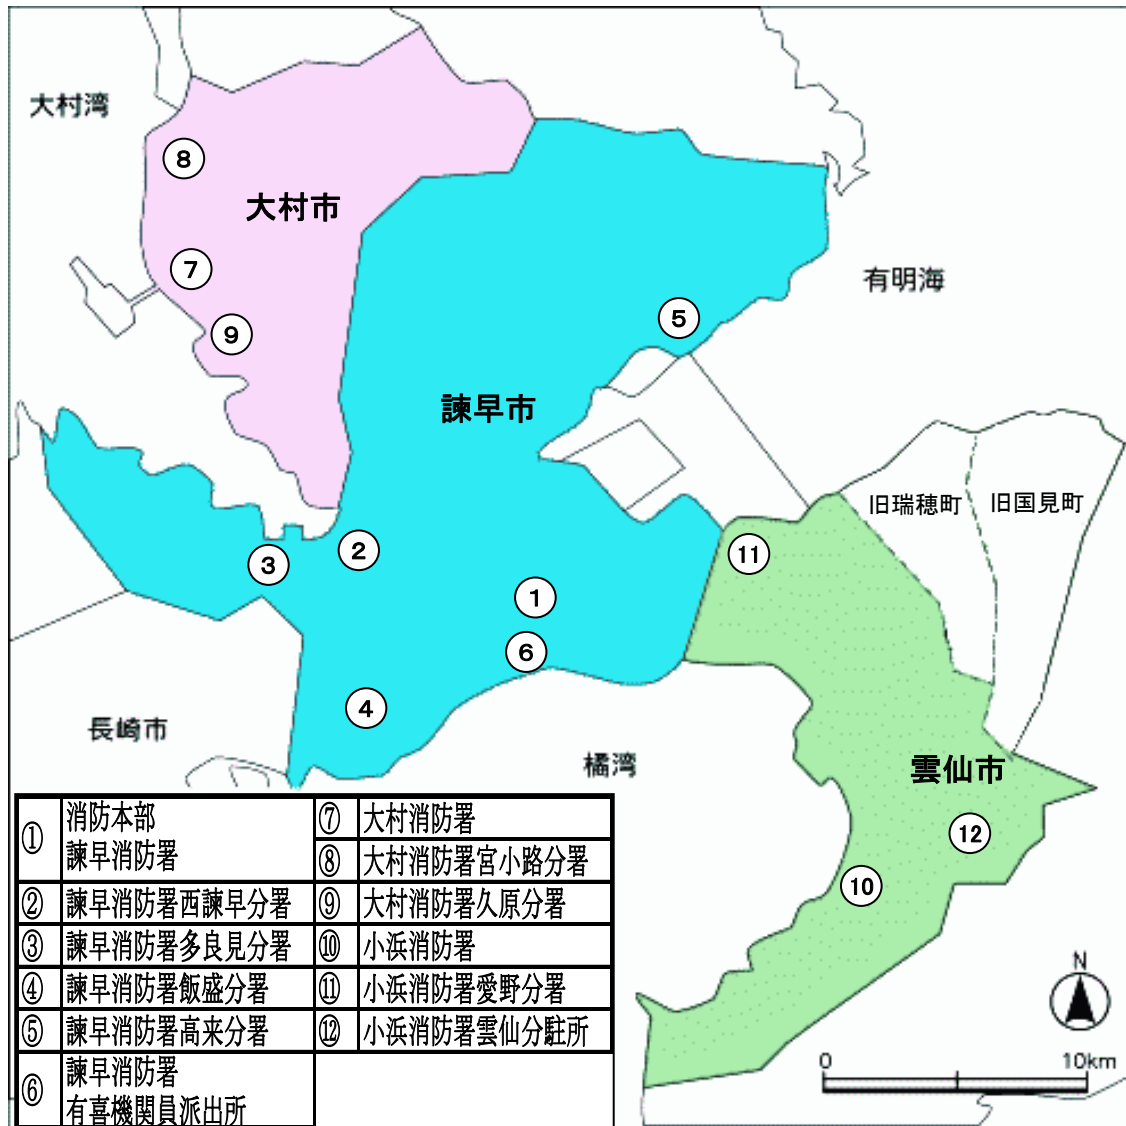 大村湾
⑧
大村市
⑦
有明海
⑤
⑨
諫早市
旧瑞穂町
旧国見町
②
⑪
③
①
⑥
④
長崎市
橘湾
雲仙市
⑫
⑩
① 消防本部
諫早消防署
② 諫早消防署西諫早分署
③ 諫早消防署多良見分署
④ 諫早消防署飯盛分署
⑤ 諫早消防署高来分署
⑥ 諫早消防署
有喜機関員派出所
⑦ 大村消防署
⑧ 大村消防署宮小路分署
⑨ 大村消防署久原分署
⑩ 小浜消防署
⑪ 小浜消防署愛野分署
⑫ 小浜消防署雲仙分駐所
N
0 10km